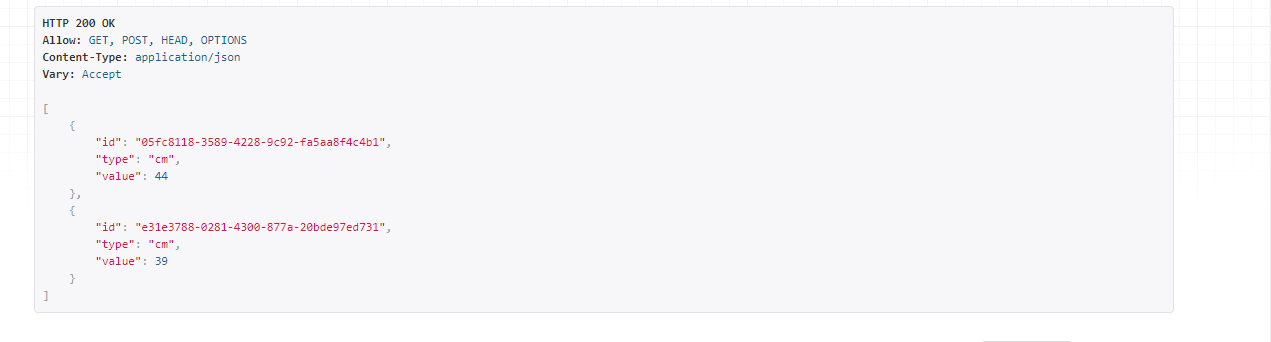 HTTP 200 OK
Allow: GET, POST, HEAD, OPTIONS
Content-Type: application/json
Vary: Accept
[
{
"id": "05fc8118-3589-4228-9c92-fa5aa8f4c4b1",
"type": "cm",
"value": 44
},
{
"id": "e31e3788-0281-4300-877a-20bde97ed731",
"type": "cm",
"value": 39
}
]